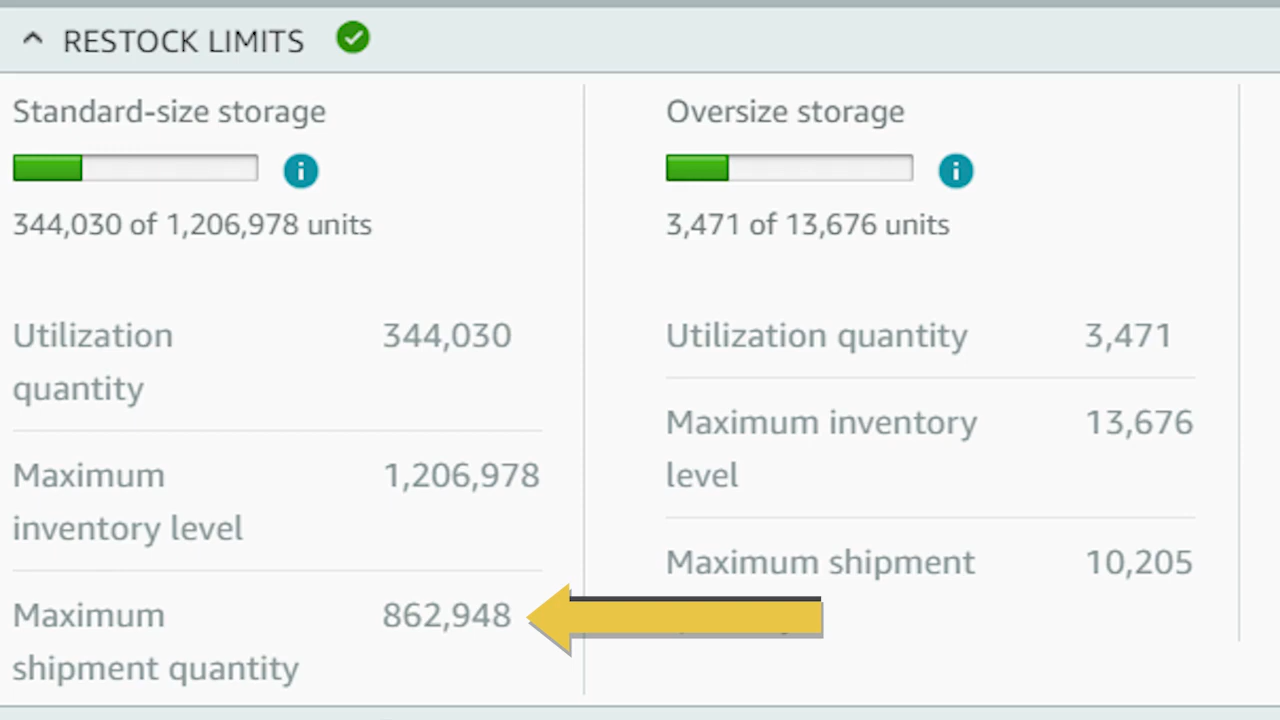 RESTOCK LIMITS
Standard-size storage
344,030 of 1,206,978 units
Utilization
quantity
344,030
Maximum
inventory level
1,206,978
Maximum
shipment quantity
862,948
Oversize storage
3,471 of 13,676 units
Utilization quantity
3,471
Maximum inventory
level
13,676
Maximum shipment
10,205